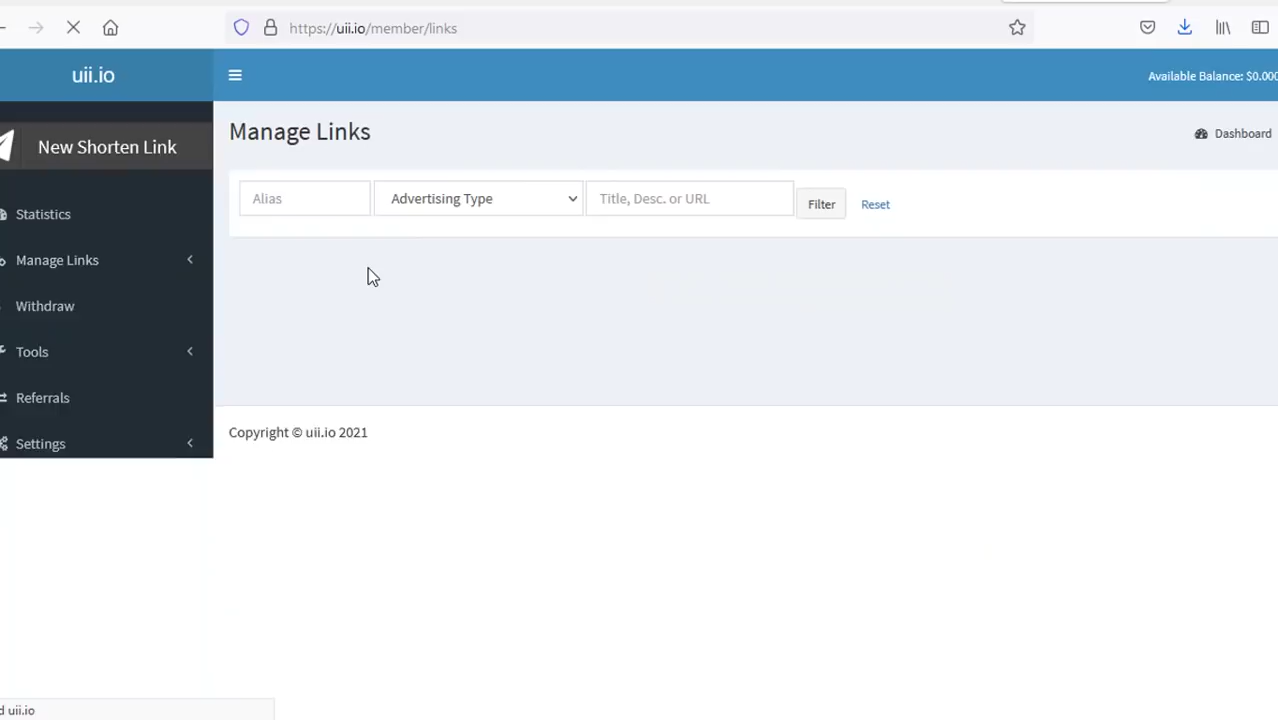 https://uii.io/member/links
uii.io
Available Balance: $0.000
New Shorten Link
Manage Links
Dashboard
Alias
Advertising Type
Title, Desc. or URL
Filter
Reset
Statistics
Manage Links
Withdraw
Tools
Referrals
Settings
Copyright © uii.io 2021
d uii.io